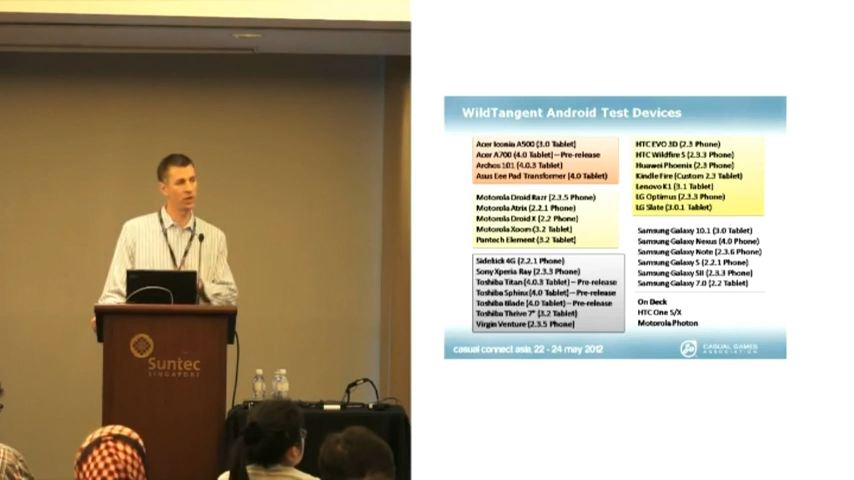 WildTangent Android Test Devices
Acer Iconia A500 (3.0 Tablet)
Acer A700 (4.0 Tablet) – Pre-release
Archos 101 (4.0.3 Tablet)
Asus Eee Pad Transformer (4.0 Tablet)
Motorola Droid Razr (2.3.5 Phone)
Motorola Atrix (2.2.1 Phone)
Motorola Droid X (2.2 Phone)
Motorola Xoom (3.2 Tablet)
Pantech Element (3.2 Tablet)
Sidekick 4G (2.2.1 Phone)
Sony Xperia Ray (2.3.3 Phone)
Toshiba Titan (4.0.3 Tablet) – Pre-release
Toshiba Sphinx (4.0 Tablet) – Pre-release
Toshiba Blade (4.0 Tablet) – Pre-release
Toshiba Thrive 7" (3.2 Tablet)
Virgin Venture (2.3.5 Phone)
HTC EVO 3D (2.3 Phone)
HTC Wildfire S (2.3.3 Phone)
Huawei Phoenix (2.3 Phone)
Kindle Fire (Custom 2.3 Tablet)
Lenovo K1 (3.1 Tablet)
LG Optimus (2.3.3 Phone)
LG Slate (3.0.1 Tablet)
Samsung Galaxy 10.1 (3.0 Tablet)
Samsung Galaxy Nexus (4.0 Phone)
Samsung Galaxy Note (2.3.6 Phone)
Samsung Galaxy S (2.2.1 Phone)
Samsung Galaxy SII (2.3.3 Phone)
Samsung Galaxy 7.0 (2.2 Tablet)
On Deck
HTC One S/X
Motorola Photon
casual connect asia, 22 - 24 may 2012
CASUAL GAMES
ASSOCIATION
Suntec
SINGAPORE